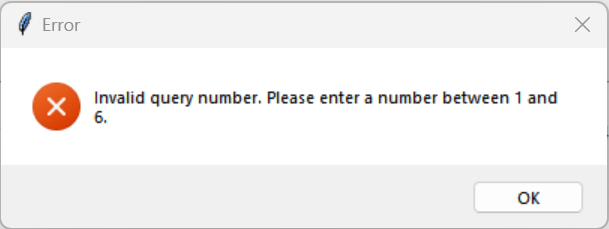 Error
Invalid query number. Please enter a number between 1 and
6.
OK